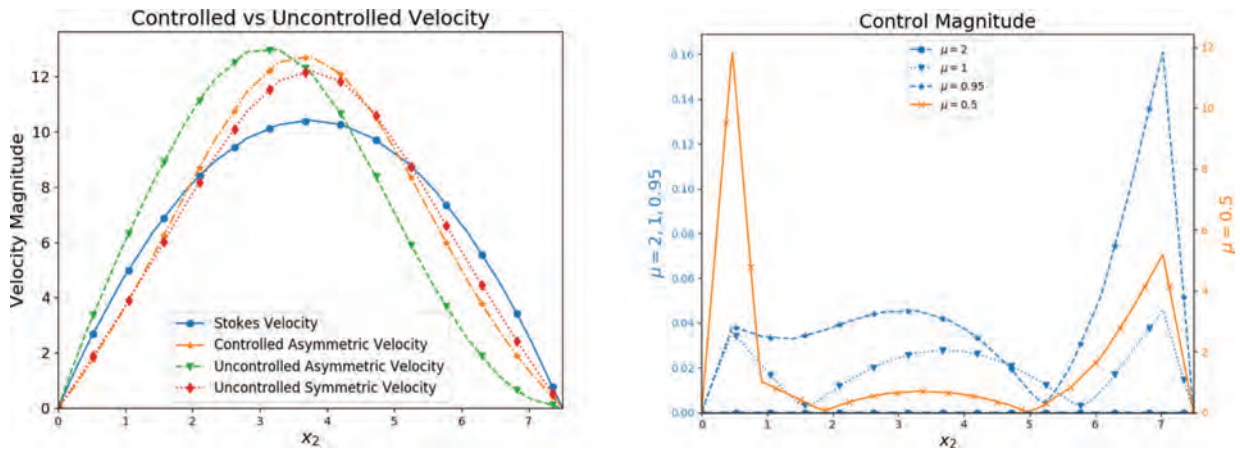 Controlled vs Uncontrolled Velocity
Velocity Magnitude
12
10
8
6
4
2
0
Stokes Velocity
Controlled Asymmetric Velocity
Uncontrolled Asymmetric Velocity
Uncontrolled Symmetric Velocity
0 1 2 3 4 5 6 7
x₂
Control Magnitude
μ = 2, 1, 0.95
0.16
0.14
0.12
0.10
0.08
0.06
0.04
0.02
0.00
μ = 2
μ = 1
μ = 0.95
μ = 0.5
12
10
8
6
4
2
0
μ = 0.5
0 1 2 3 4 5 6 7
x₂